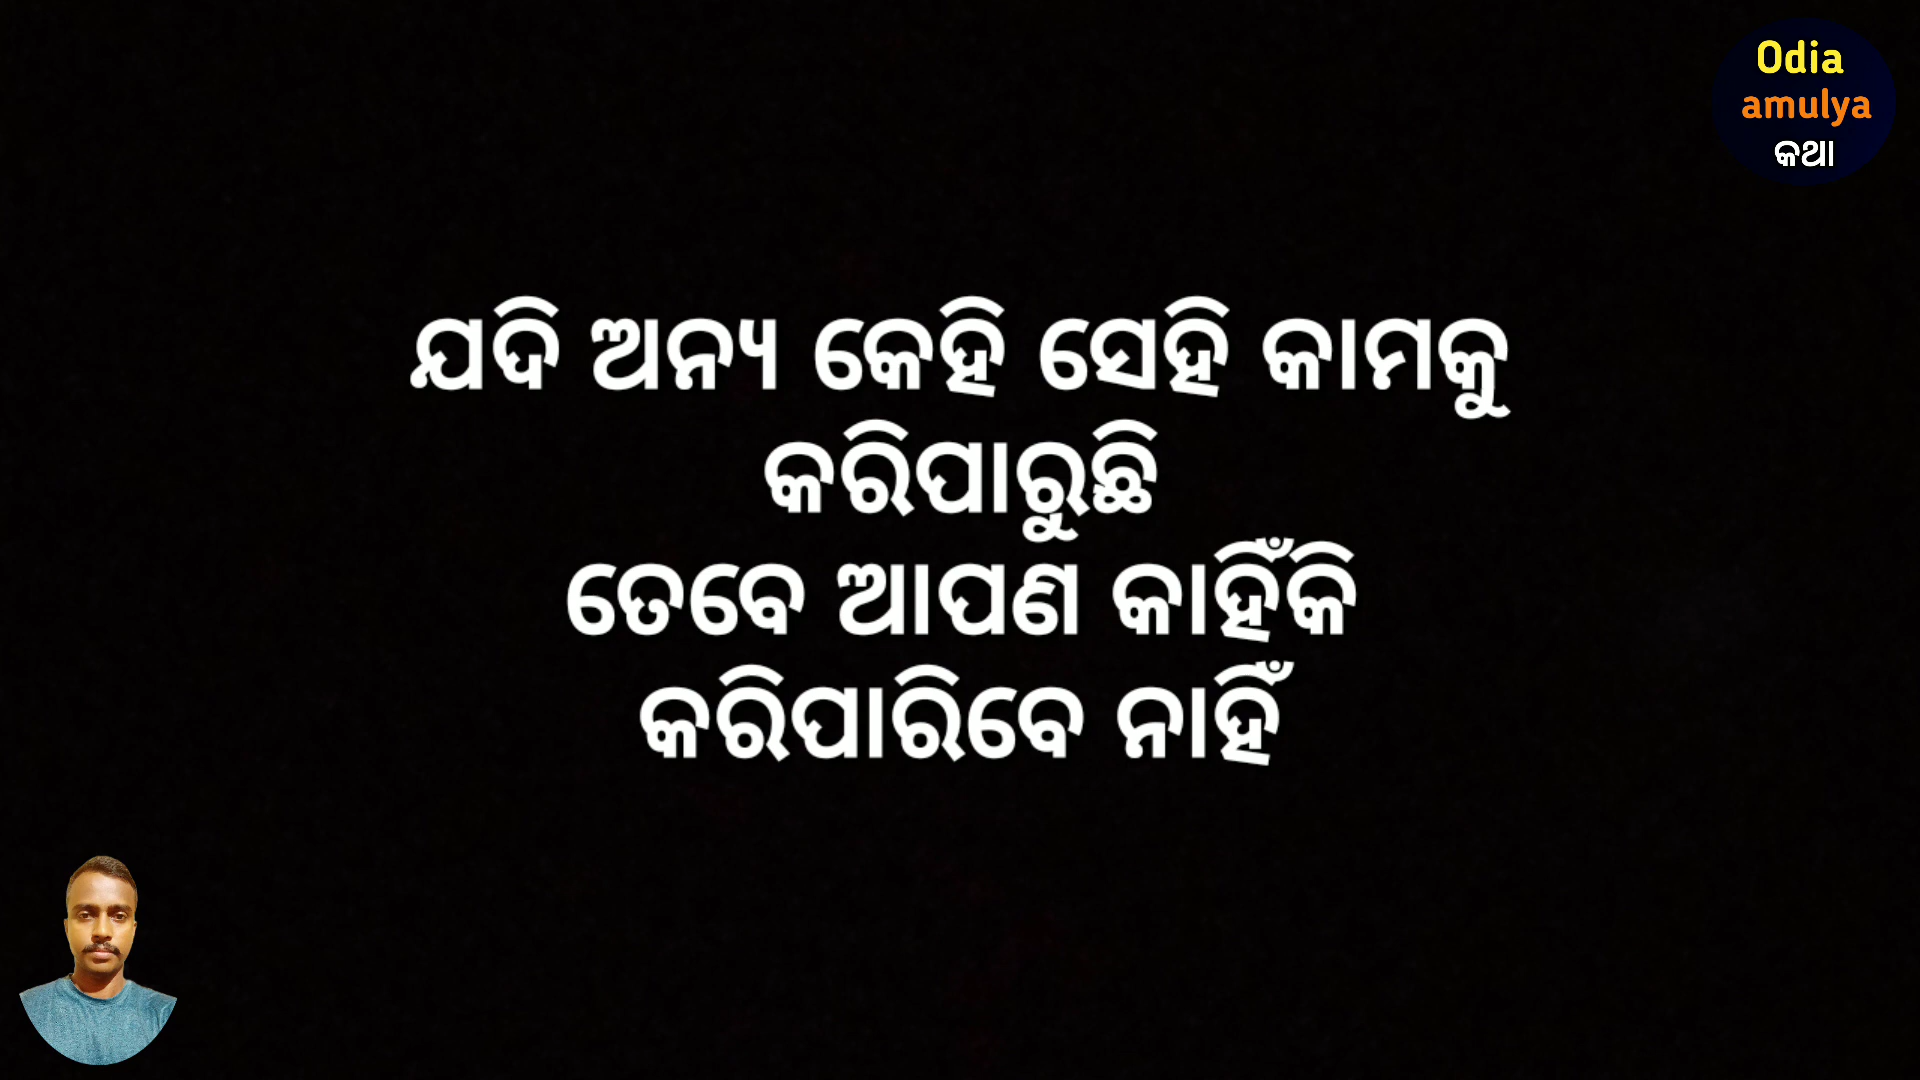 Odia
amulya
କଥା
ଯଦି ଅନ୍ୟ କେହି ସେହି କାମକୁ
କରିପାରୁଛି
ତେବେ ଆପଣ କାହିଁକି
କରିପାରିବେ ନାହିଁ